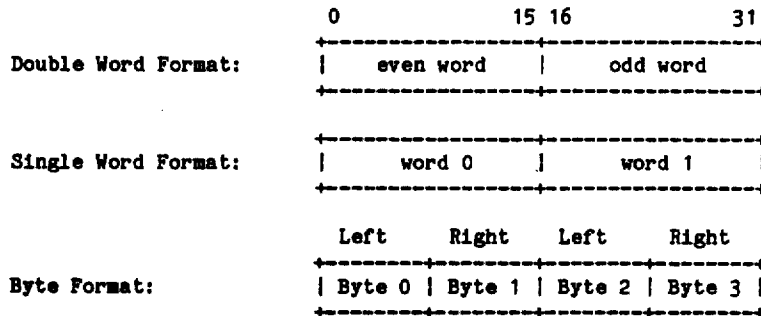 0 15 16 31
Double Word Format: | even word | odd word
Single Word Format: | word 0 | word 1
Left Right Left Right
Byte Format: | Byte 0 | Byte 1 | Byte 2 | Byte 3 |